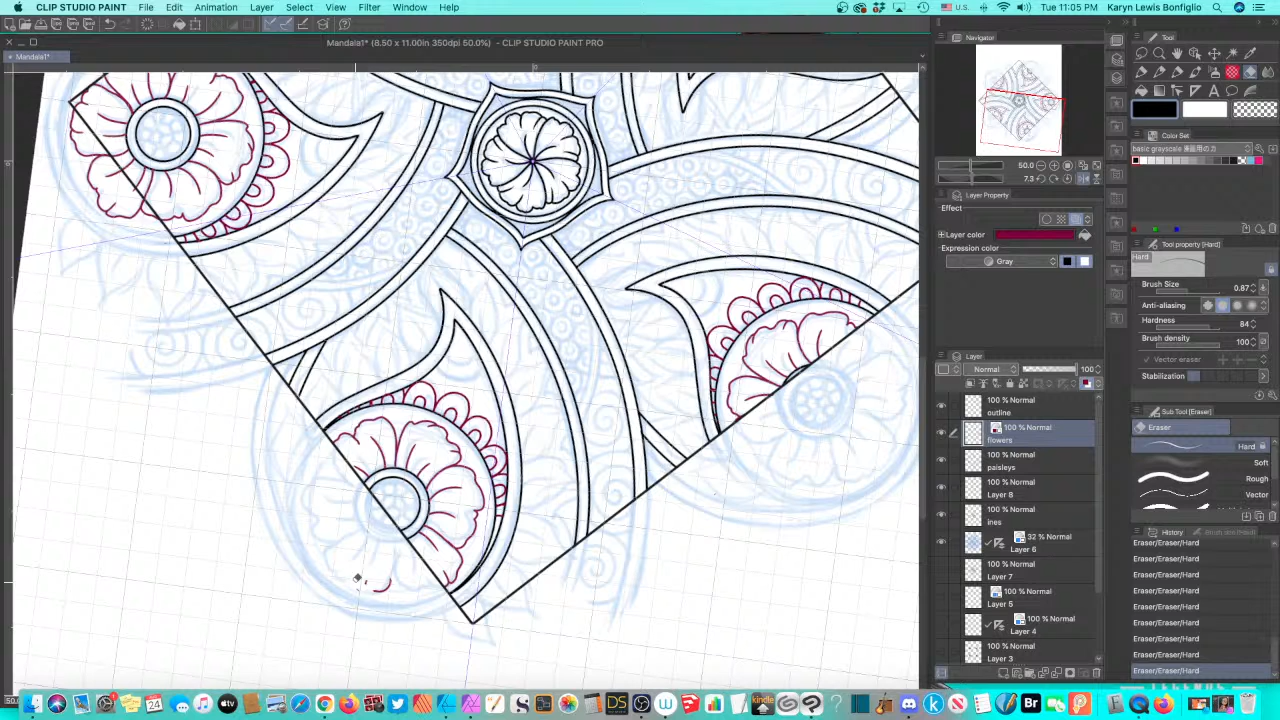 CLIP STUDIO PAINT File Edit Animation Layer Select View Filter Window Help
U.S. Tue 11:05 PM Karyn Lewis Bonfiglio
Mandala1* (8.50 x 11.00in 350dpi 50.0%) - CLIP STUDIO PAINT PRO
Mandala1*
Navigator
50.0
7.3
Layer Property
Effect
Layer color
Expression color
Gray
Layer
Normal 100
100 % Normal
outline
100 % Normal
flowers
100 % Normal
paisleys
100 % Normal
Layer 8
100 % Normal
ines
32 % Normal
Layer 6
100 % Normal
Layer 7
100 % Normal
Layer 5
100 % Normal
Layer 4
100 % Normal
Layer 3
Tool
Color Set
Tool property [Hard]
Hard
Brush Size 0.87
Anti-aliasing
Hardness 84
Brush density 100
Vector eraser
Stabilization
Sub Tool [Eraser]
Eraser
Hard
Soft
Rough
Vector
History
Eraser/Eraser/Hard
Eraser/Eraser/Hard
Eraser/Eraser/Hard
Eraser/Eraser/Hard
Eraser/Eraser/Hard
Eraser/Eraser/Hard
Eraser/Eraser/Hard
Eraser/Eraser/Hard
Eraser/Eraser/Hard
24
DS
kindle
Br